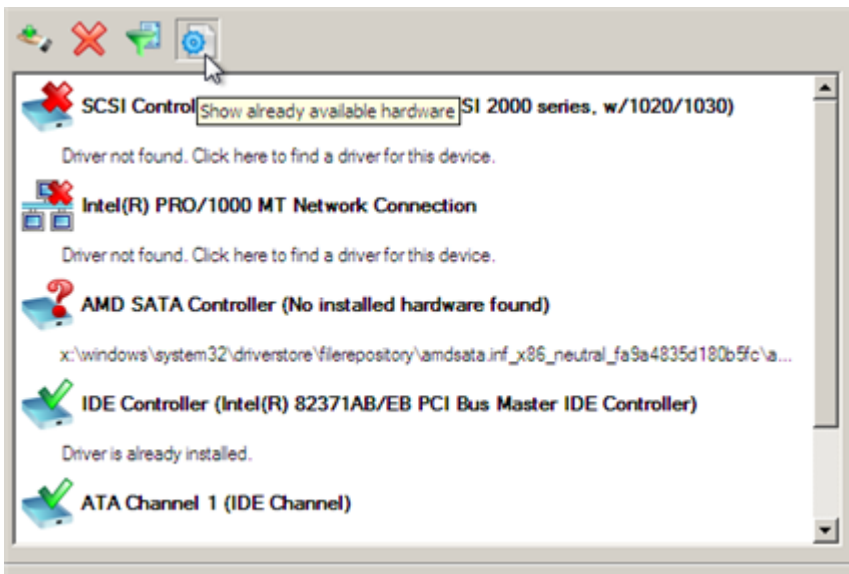 SCSI Control
Show already available hardware
SI 2000 series, w/1020/1030)
Driver not found. Click here to find a driver for this device.
Intel(R) PRO/1000 MT Network Connection
Driver not found. Click here to find a driver for this device.
AMD SATA Controller (No installed hardware found)
x:\windows\system32\driverstore\filerepository\amdsata.inf_x86_neutral_fa9a4835d180b5fc\a...
IDE Controller (Intel(R) 82371AB/EB PCI Bus Master IDE Controller)
Driver is already installed.
ATA Channel 1 (IDE Channel)